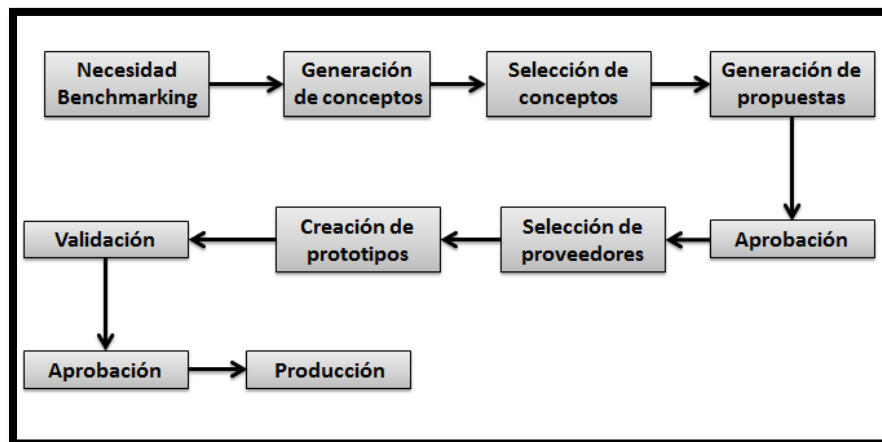 Necesidad
Benchmarking
Generación
de conceptos
Selección de
conceptos
Generación de
propuestas
Aprobación
Selección de
proveedores
Creación de
prototipos
Validación
Aprobación
Producción